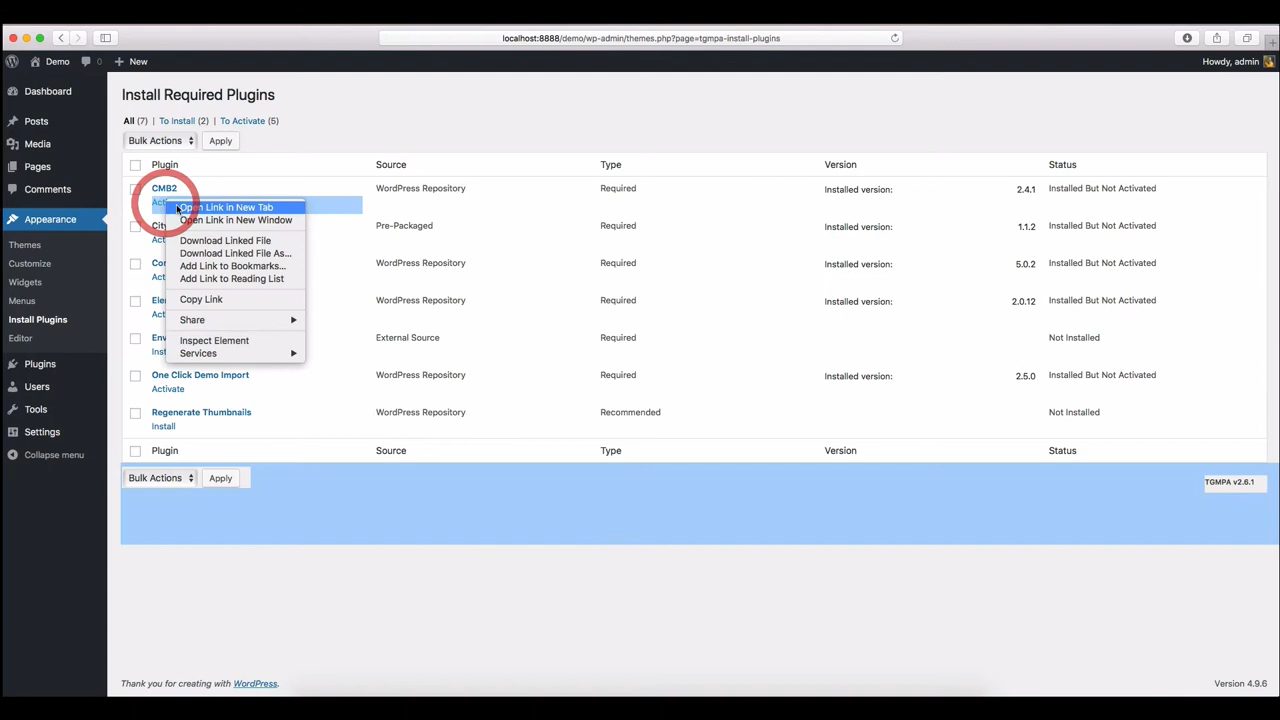 localhost:8888/demo/wp-admin/themes.php?page=tgmpa-install-plugins
Demo 0 New Howdy, admin
Dashboard
Posts
Media
Pages
Comments
Appearance
Themes
Customize
Widgets
Menus
Install Plugins
Editor
Plugins
Users
Tools
Settings
Collapse menu
Install Required Plugins
All (7) | To Install (2) | To Activate (5)
Bulk Actions Apply
Plugin Source Type Version Status
CMB2 WordPress Repository Required Installed version: 2.4.1 Installed But Not Activated
Pre-Packaged Required Installed version: 1.1.2 Installed But Not Activated
WordPress Repository Required Installed version: 5.0.2 Installed But Not Activated
WordPress Repository Required Installed version: 2.0.12 Installed But Not Activated
External Source Required Not Installed
One Click Demo Import WordPress Repository Required Installed version: 2.5.0 Installed But Not Activated
Activate
Regenerate Thumbnails WordPress Repository Recommended Not Installed
Install
Plugin Source Type Version Status
Bulk Actions Apply
TGMPA v2.6.1
Open Link in New Tab
Open Link in New Window
Download Linked File
Download Linked File As...
Add Link to Bookmarks...
Add Link to Reading List
Copy Link
Share
Inspect Element
Services
Thank you for creating with WordPress. Version 4.9.6